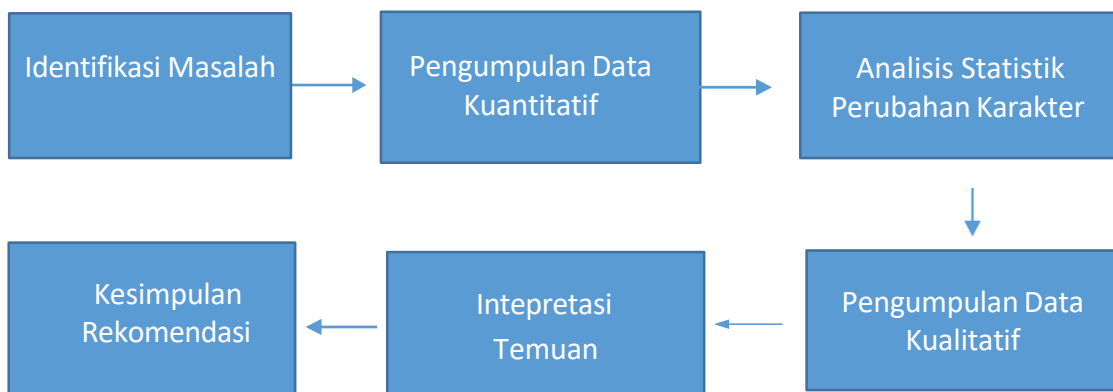 Identifikasi Masalah
Pengumpulan Data
Kuantitatif
Analisis Statistik
Perubahan Karakter
Pengumpulan Data
Kualitatif
Intepretasi
Temuan
Kesimpulan
Rekomendasi